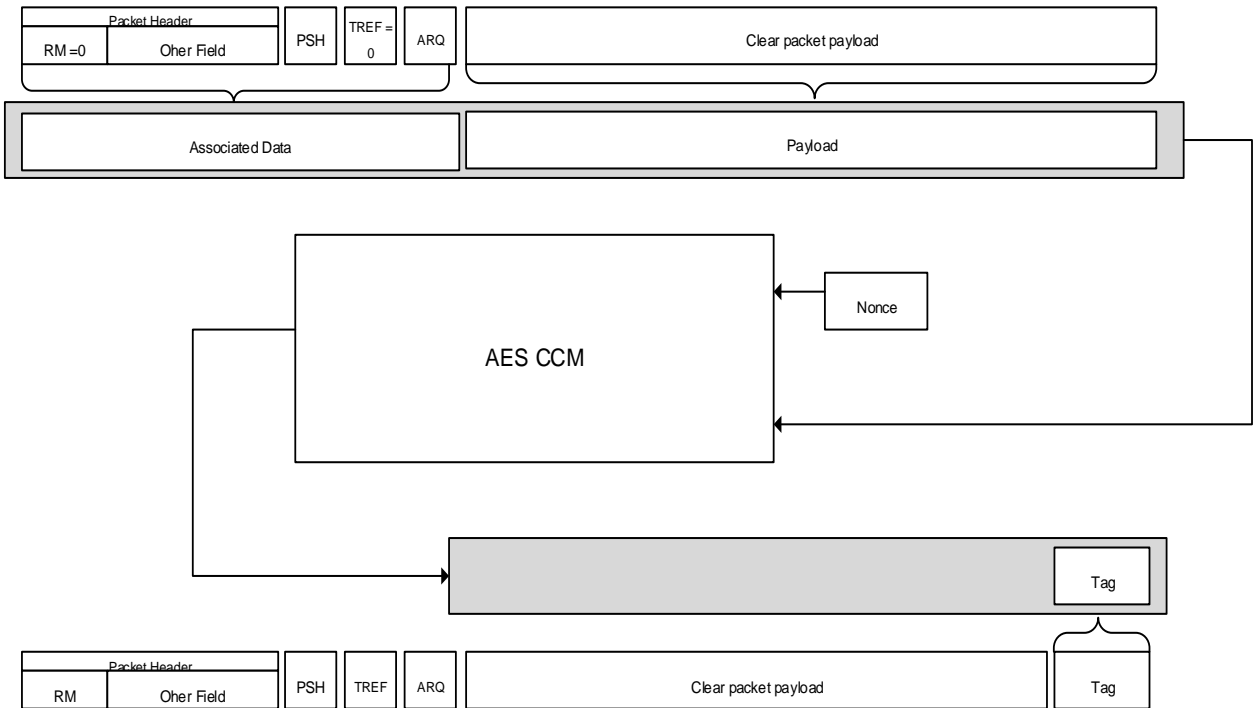 Packet Header
RM =0 Oher Field PSH TREF = 0 ARQ Clear packet payload
Associated Data Payload
Nonce
AES CCM
Tag
Packet Header
RM Oher Field PSH TREF ARQ Clear packet payload Tag